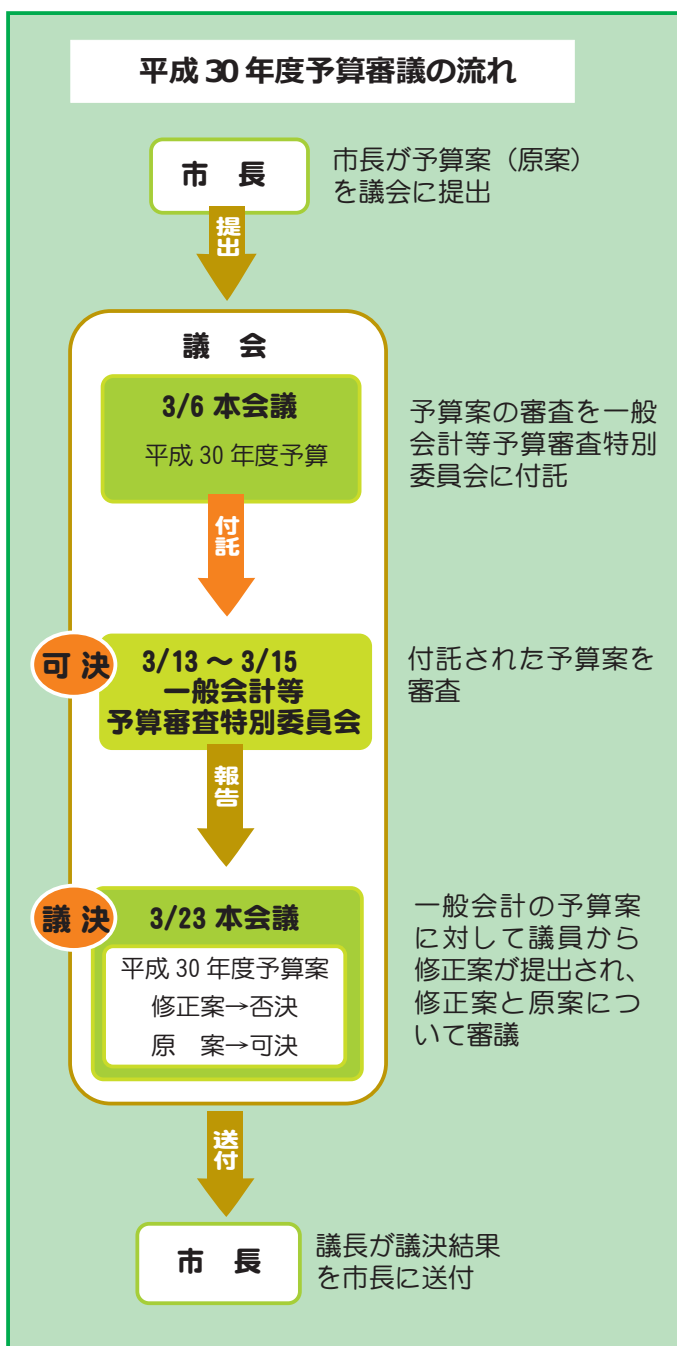 平成30年度予算審議の流れ
市　長
市長が予算案（原案）
を議会に提出
提出
議　会
3/6 本会議
平成 30 年度予算
予算案の審査を一般
会計等予算審査特別
委員会に付託
付託
可 決
3/13 ～ 3/15
一般会計等
予算審査特別委員会
付託された予算案を
審査
報告
議 決
3/23 本会議
平成 30 年度予算案
修正案→否決
原　案→可決
一般会計の予算案
に対して議員から
修正案が提出され、
修正案と原案につ
いて審議
送付
市　長
議長が議決結果
を市長に送付